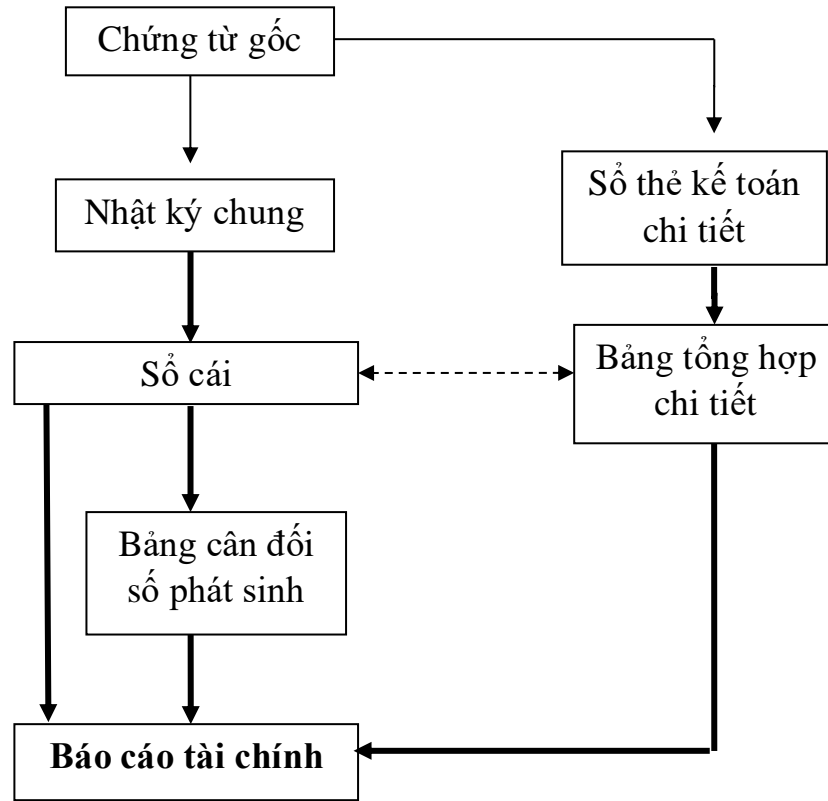 Chứng từ gốc
Nhật ký chung
Sổ thẻ kế toán
chi tiết
Sổ cái
Bảng tổng hợp
chi tiết
Bảng cân đối
số phát sinh
Báo cáo tài chính